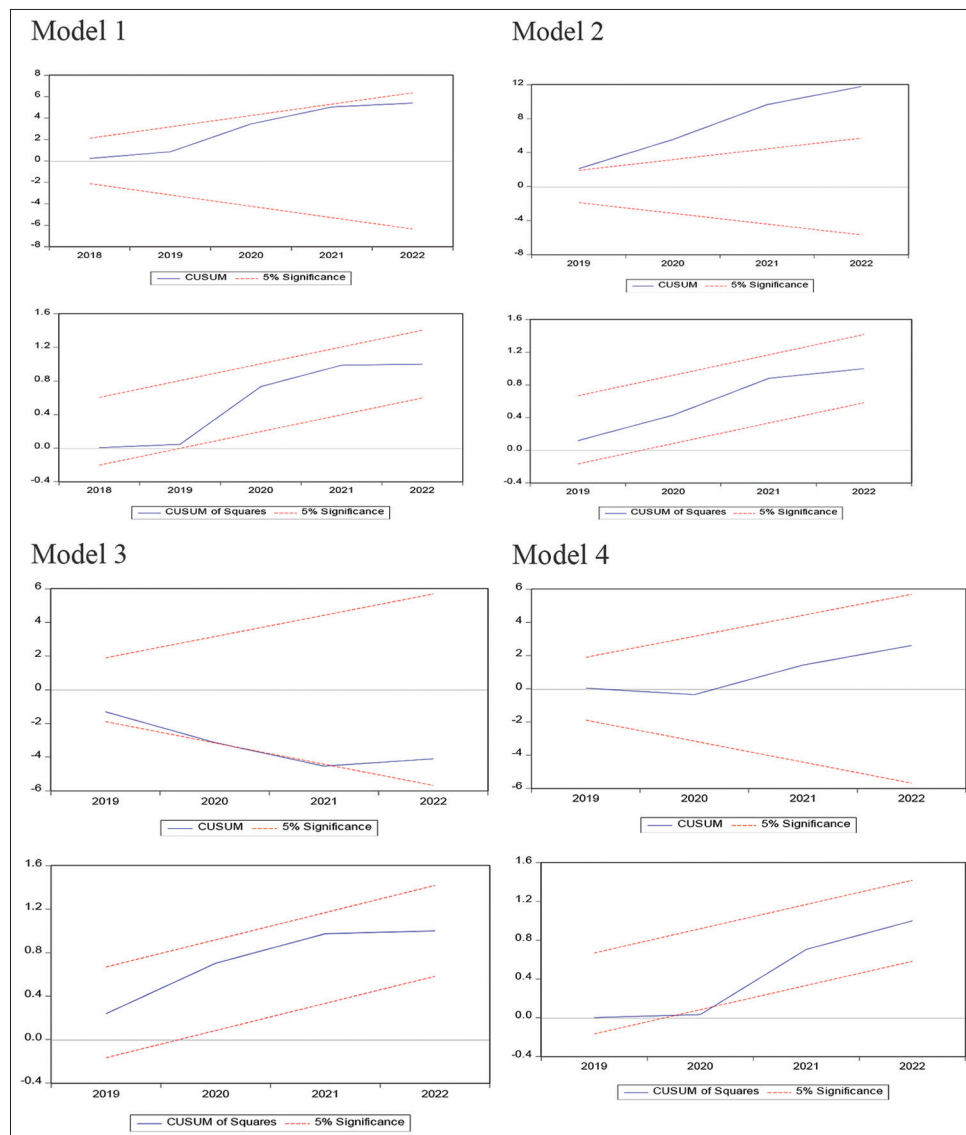 Model 1
8
6
4
2
0
-2
-4
-6
-8
2018 2019 2020 2021 2022
CUSUM 5% Significance
1.6
1.2
0.8
0.4
0.0
-0.4
2018 2019 2020 2021 2022
CUSUM of Squares 5% Significance
Model 2
12
8
4
0
-4
-8
2019 2020 2021 2022
CUSUM 5% Significance
1.6
1.2
0.8
0.4
0.0
-0.4
2019 2020 2021 2022
CUSUM of Squares 5% Significance
Model 3
6
4
2
0
-2
-4
-6
2019 2020 2021 2022
CUSUM 5% Significance
1.6
1.2
0.8
0.4
0.0
-0.4
2019 2020 2021 2022
CUSUM of Squares 5% Significance
Model 4
6
4
2
0
-2
-4
-6
2019 2020 2021 2022
CUSUM 5% Significance
1.6
1.2
0.8
0.4
0.0
-0.4
2019 2020 2021 2022
CUSUM of Squares 5% Significance